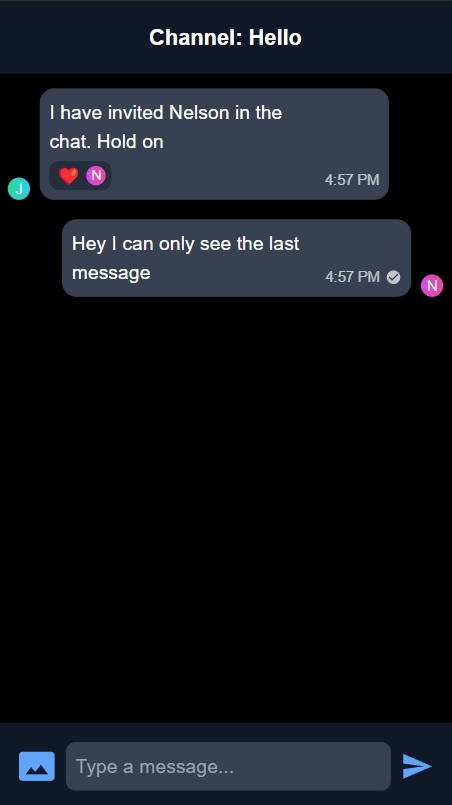 Channel: Hello
I have invited Nelson in the
chat. Hold on
N
4:57 PM
J
Hey I can only see the last
message
4:57 PM
N
Type a message...